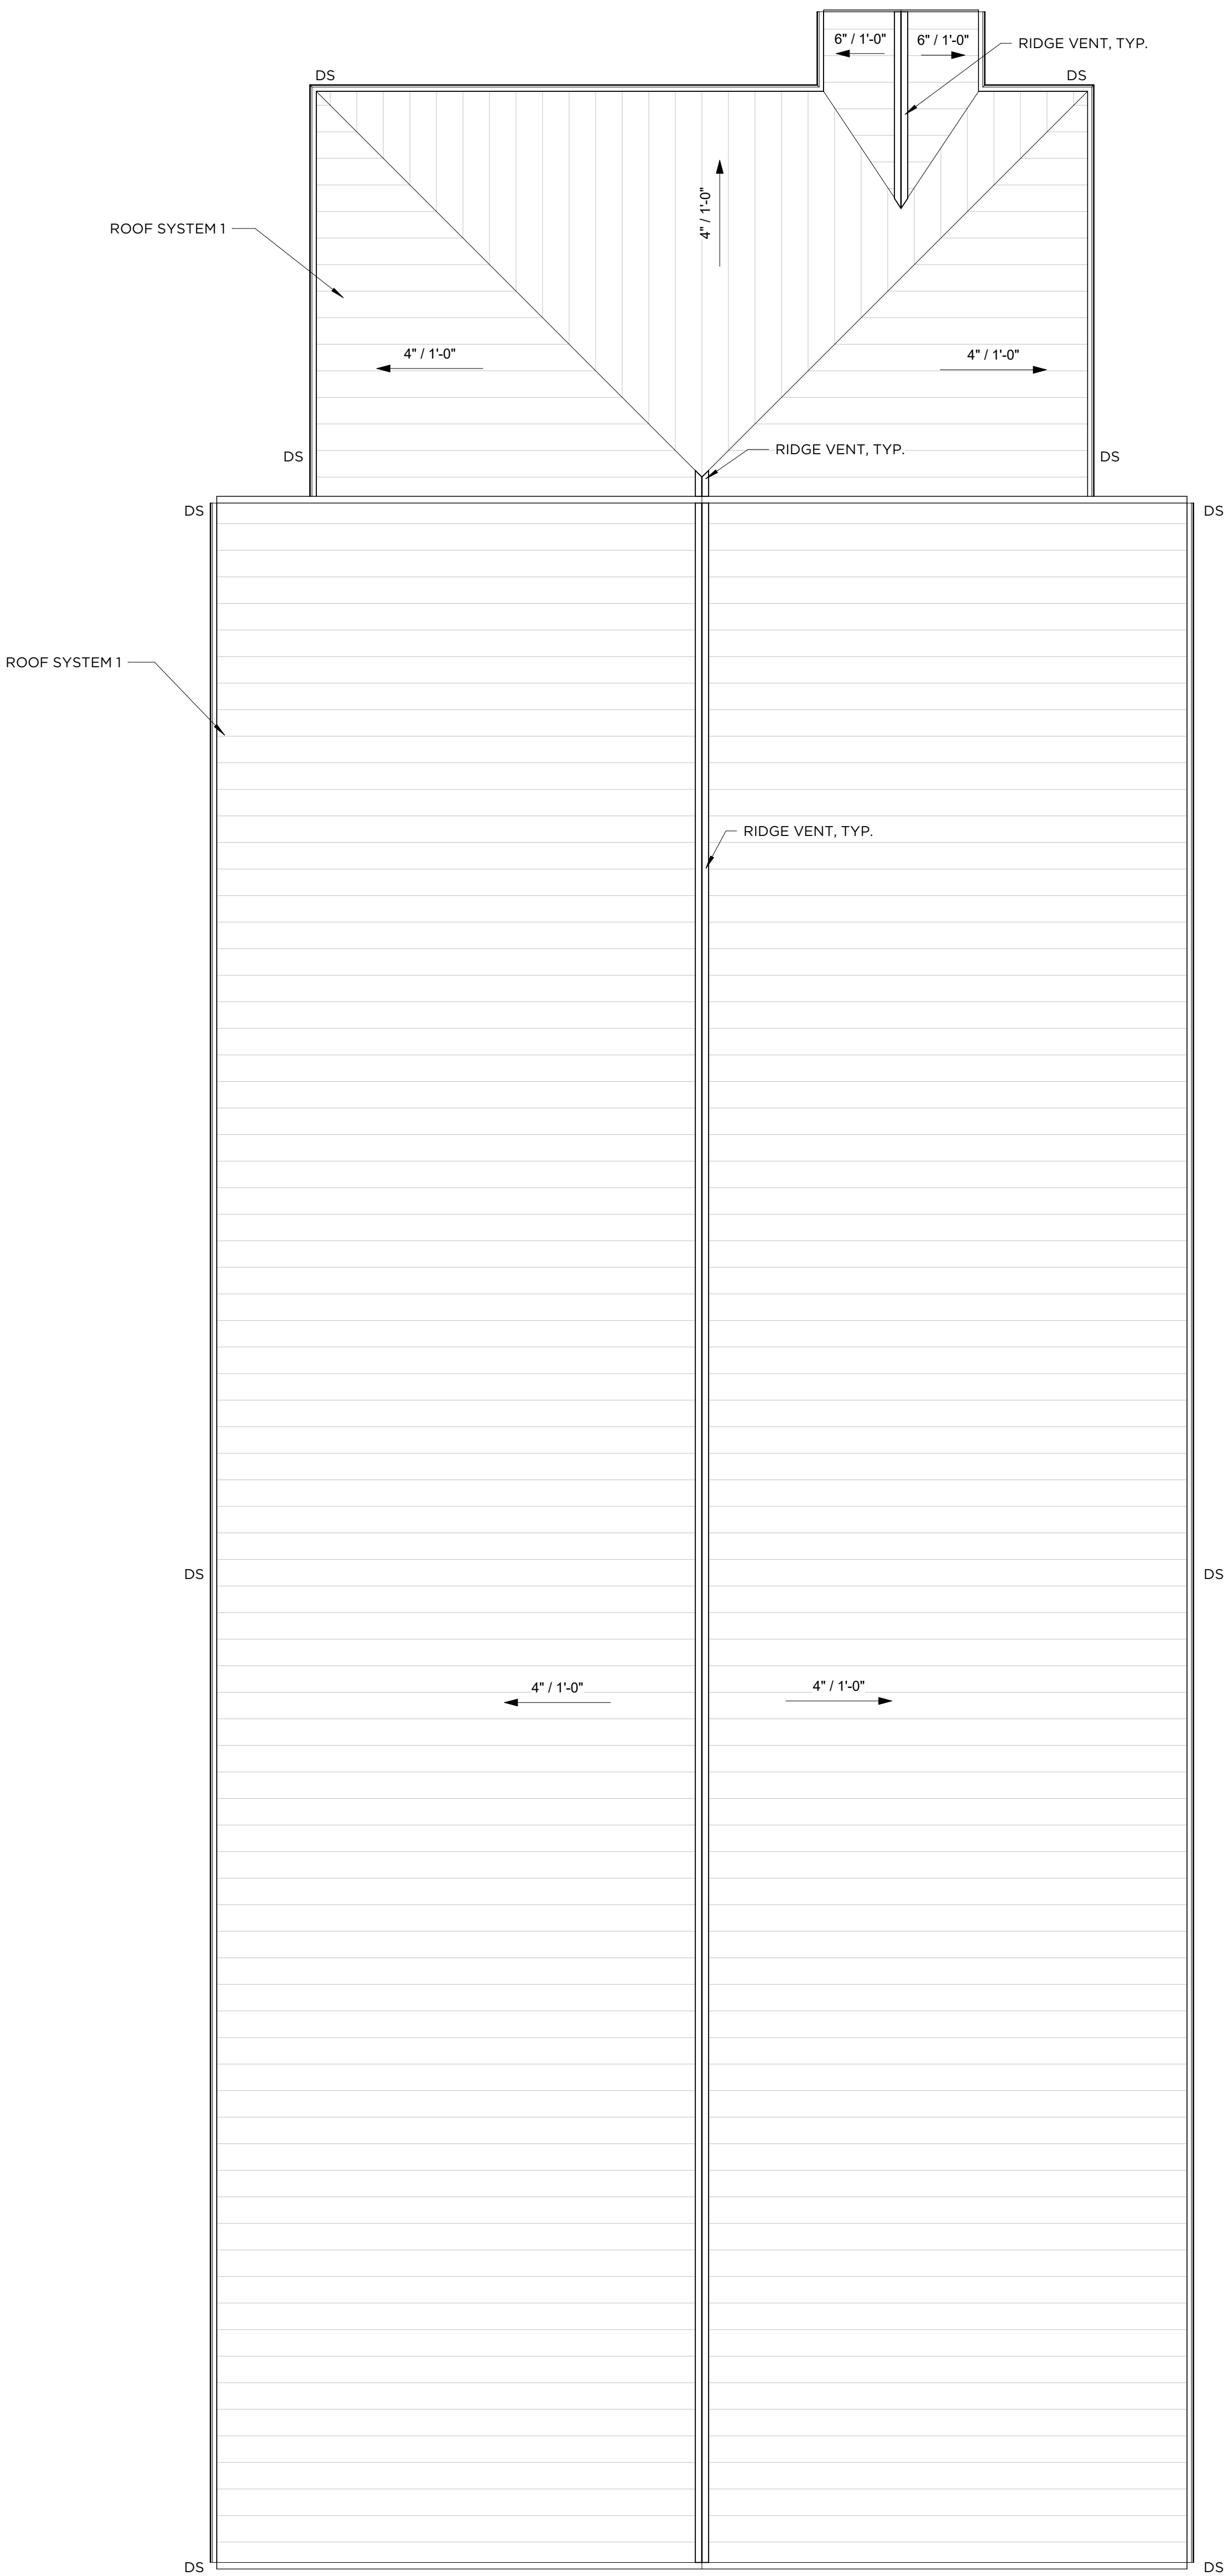 6" / 1'-0"
6" / 1'-0"
RIDGE VENT, TYP.
DS
DS
4" / 1'-0"
ROOF SYSTEM 1
4" / 1'-0"
4" / 1'-0"
RIDGE VENT, TYP.
DS
DS
DS
DS
ROOF SYSTEM 1
RIDGE VENT, TYP.
DS
DS
4" / 1'-0"
4" / 1'-0"
DS
DS